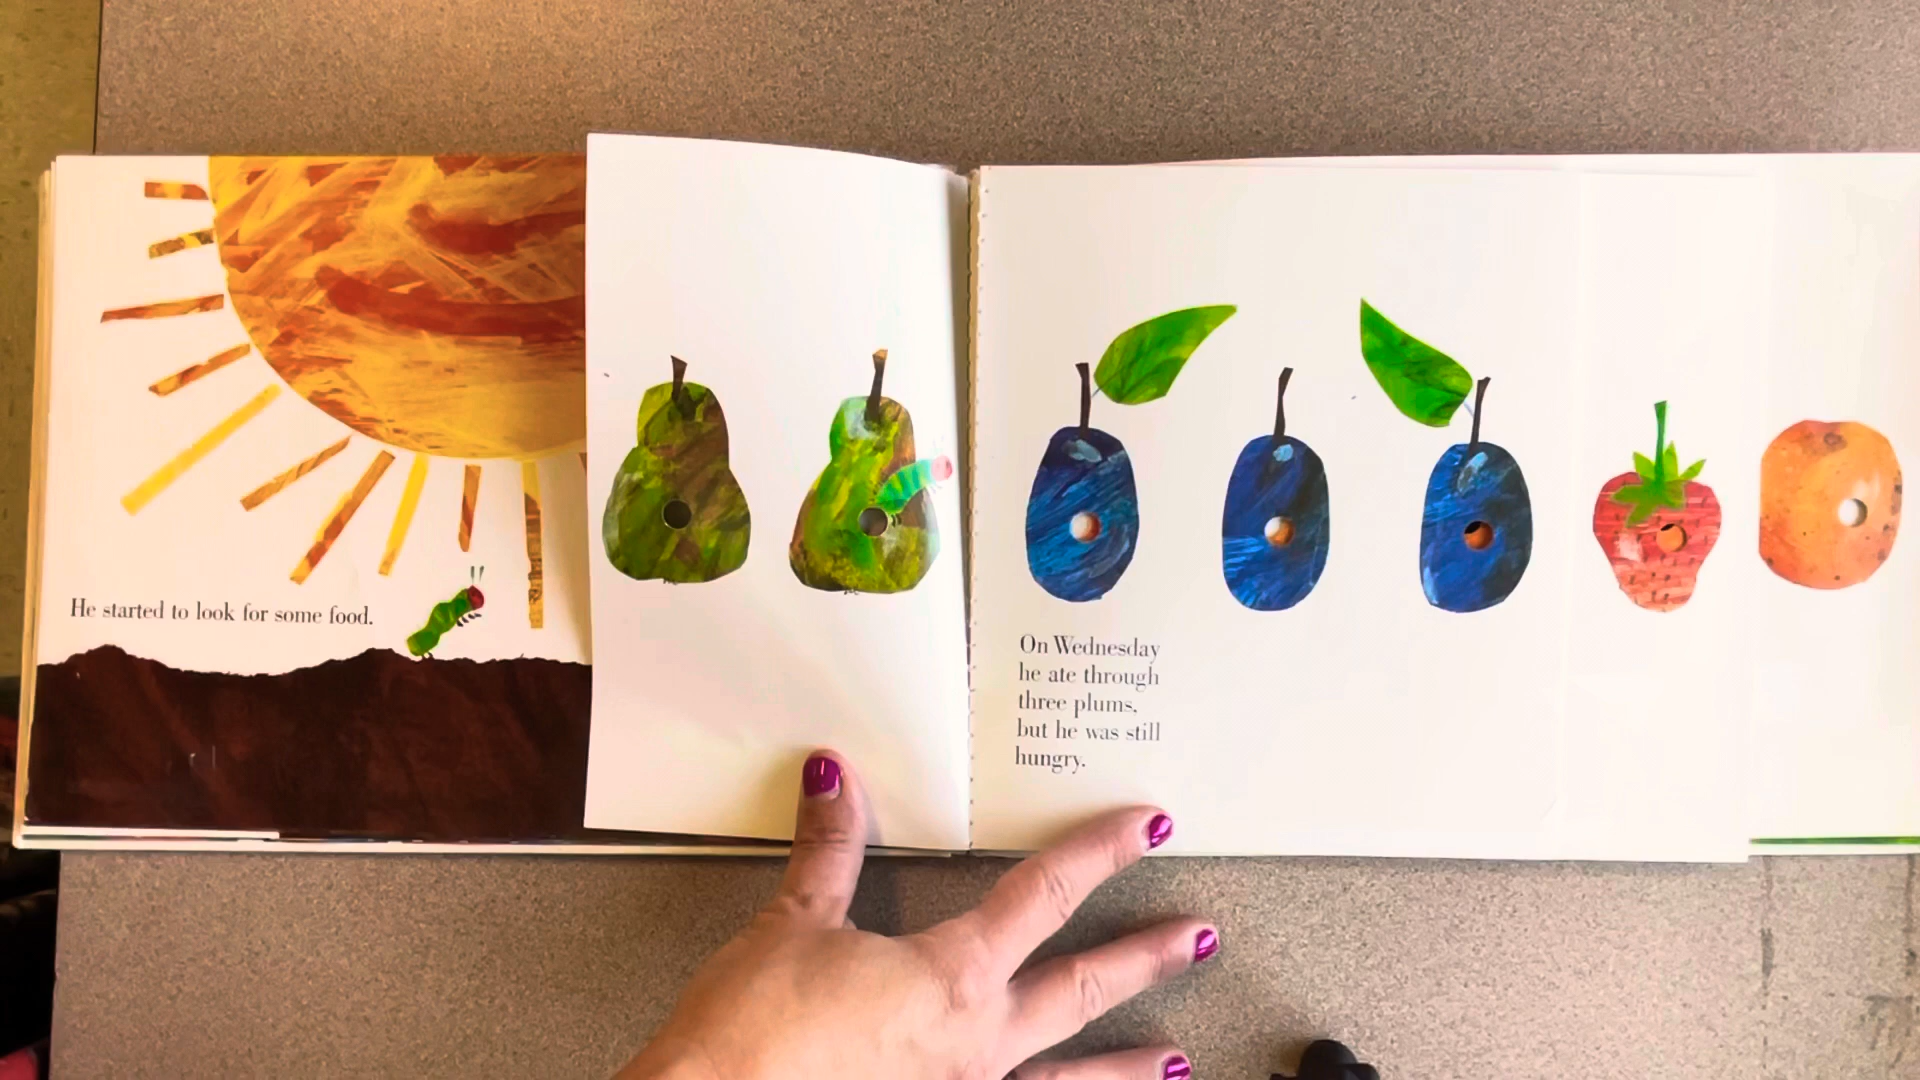 He started to look for some food.
On Wednesday
he ate through
three plums,
but he was still
hungry.